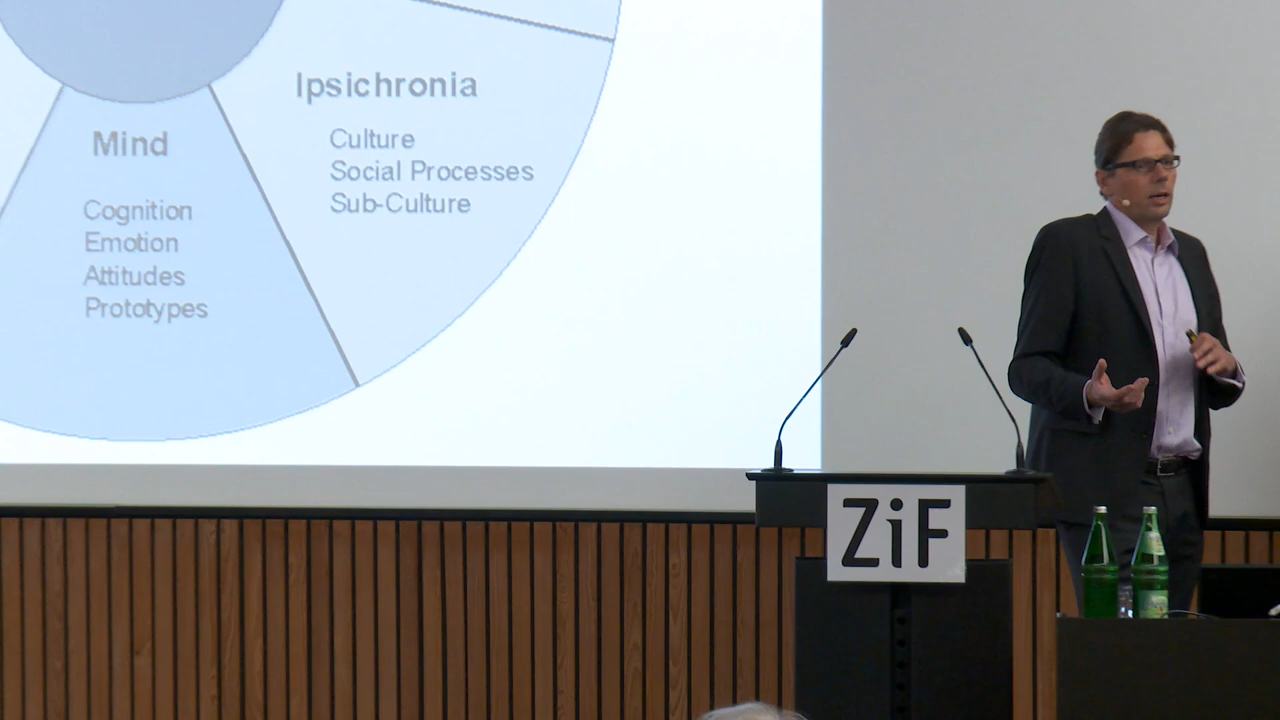 Mind
Cognition
Emotion
Attitudes
Prototypes
Ipsichronia
Culture
Social Processes
Sub-Culture
ZiF